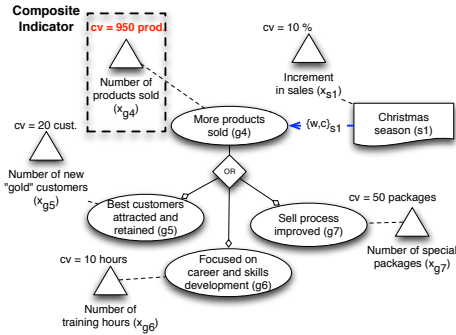 Composite
Indicator
cv = 950 prod.
Number of
products sold
(xg4)
cv = 10 %
Increment
in sales (xs1)
More products
sold (g4)
{w,c}s1
Christmas
season (s1)
cv = 20 cust.
Number of new
"gold" customers
(xg5)
OR
Best customers
attracted and
retained (g5)
Sell process
improved (g7)
cv = 50 packages
Number of special
packages (xg7)
cv = 10 hours
Number of
training hours (xg6)
Focused on
career and skills
development (g6)